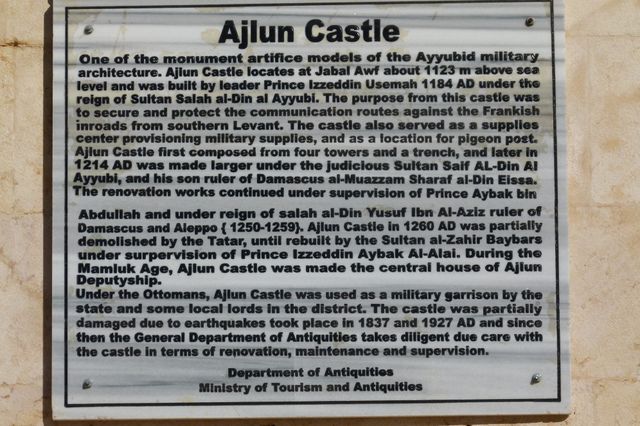 Ajlun Castle
One of the monument artifice models of the Ayyubid military
architecture. Ajlun Castle locates at Jabal Awf about 1123 m above sea
level and was built by leader Prince Izzeddin Usemah 1184 AD under the
reign of Sultan Salah al-Din al Ayyubi. The purpose from this castle was
to secure and protect the communication routes against the Frankish
inroads from southern Levant. The castle also served as a supplies
center provisioning military supplies, and as a location for pigeon post.
Ajlun Castle first composed from four towers and a trench, and later in
1214 AD was made larger under the judicious Sultan Saif AL-Din Al
Ayyubi, and his son ruler of Damascus al-Muazzam Sharaf al-Din Eissa.
The renovation works continued under supervision of Prince Aybak bin
Abdullah and under reign of salah al-Din Yusuf Ibn Al-Aziz ruler of
Damascus and Aleppo { 1250-1259}. Ajlun Castle in 1260 AD was partially
demolished by the Tatar, until rebuilt by the Sultan al-Zahir Baybars
under surpervision of Prince Izzeddin Aybak Al-Alai. During the
Mamluk Age, Ajlun Castle was made the central house of Ajlun
Deputyship.
Under the Ottomans, Ajlun Castle was used as a military garrison by the
state and some local lords in the district. The castle was partially
damaged due to earthquakes took place in 1837 and 1927 AD and since
then the General Department of Antiquities takes diligent due care with
the castle in terms of renovation, maintenance and supervision.
Department of Antiquities
Ministry of Tourism and Antiquities